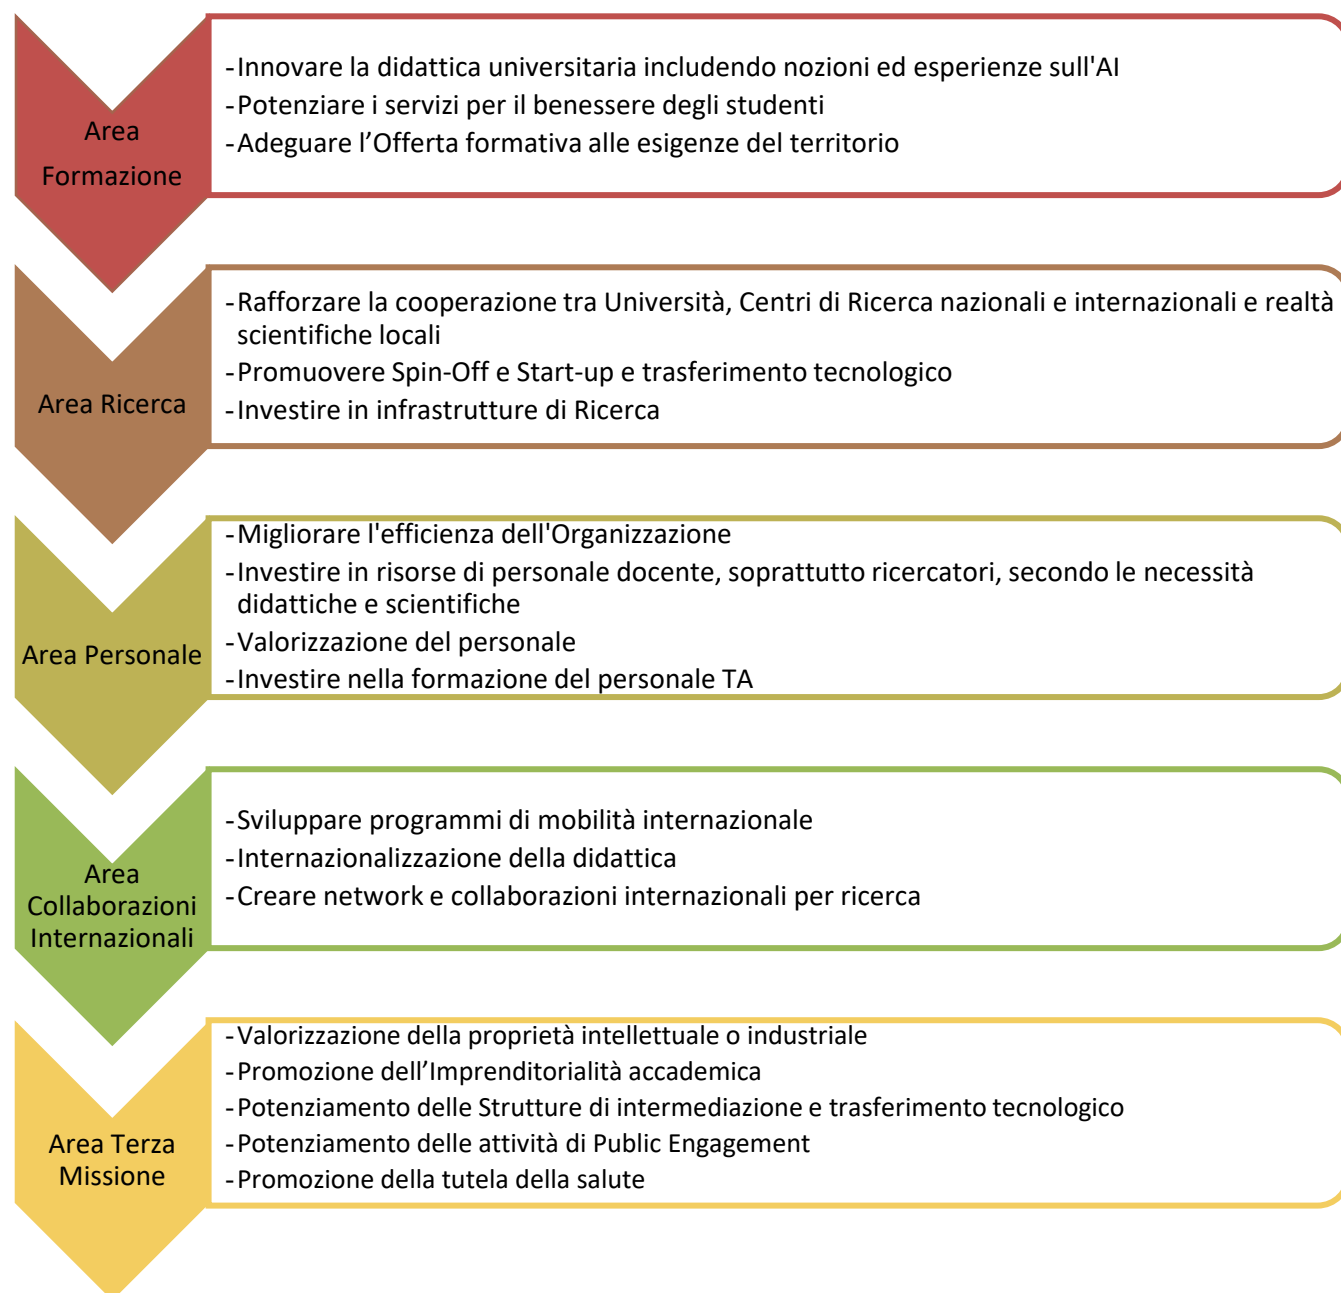 Area
Formazione
-Innovare la didattica universitaria includendo nozioni ed esperienze sull'AI
-Potenziare i servizi per il benessere degli studenti
-Adeguare l’Offerta formativa alle esigenze del territorio
Area Ricerca
-Rafforzare la cooperazione tra Università, Centri di Ricerca nazionali e internazionali e realtà
scientifiche locali
-Promuovere Spin-Off e Start-up e trasferimento tecnologico
-Investire in infrastrutture di Ricerca
Area Personale
-Migliorare l'efficienza dell'Organizzazione
-Investire in risorse di personale docente, soprattutto ricercatori, secondo le necessità
didattiche e scientifiche
-Valorizzazione del personale
-Investire nella formazione del personale TA
Area
Collaborazioni
Internazionali
-Sviluppare programmi di mobilità internazionale
-Internazionalizzazione della didattica
-Creare network e collaborazioni internazionali per ricerca
Area Terza
Missione
-Valorizzazione della proprietà intellettuale o industriale
-Promozione dell’Imprenditorialità accademica
-Potenziamento delle Strutture di intermediazione e trasferimento tecnologico
-Potenziamento delle attività di Public Engagement
-Promozione della tutela della salute